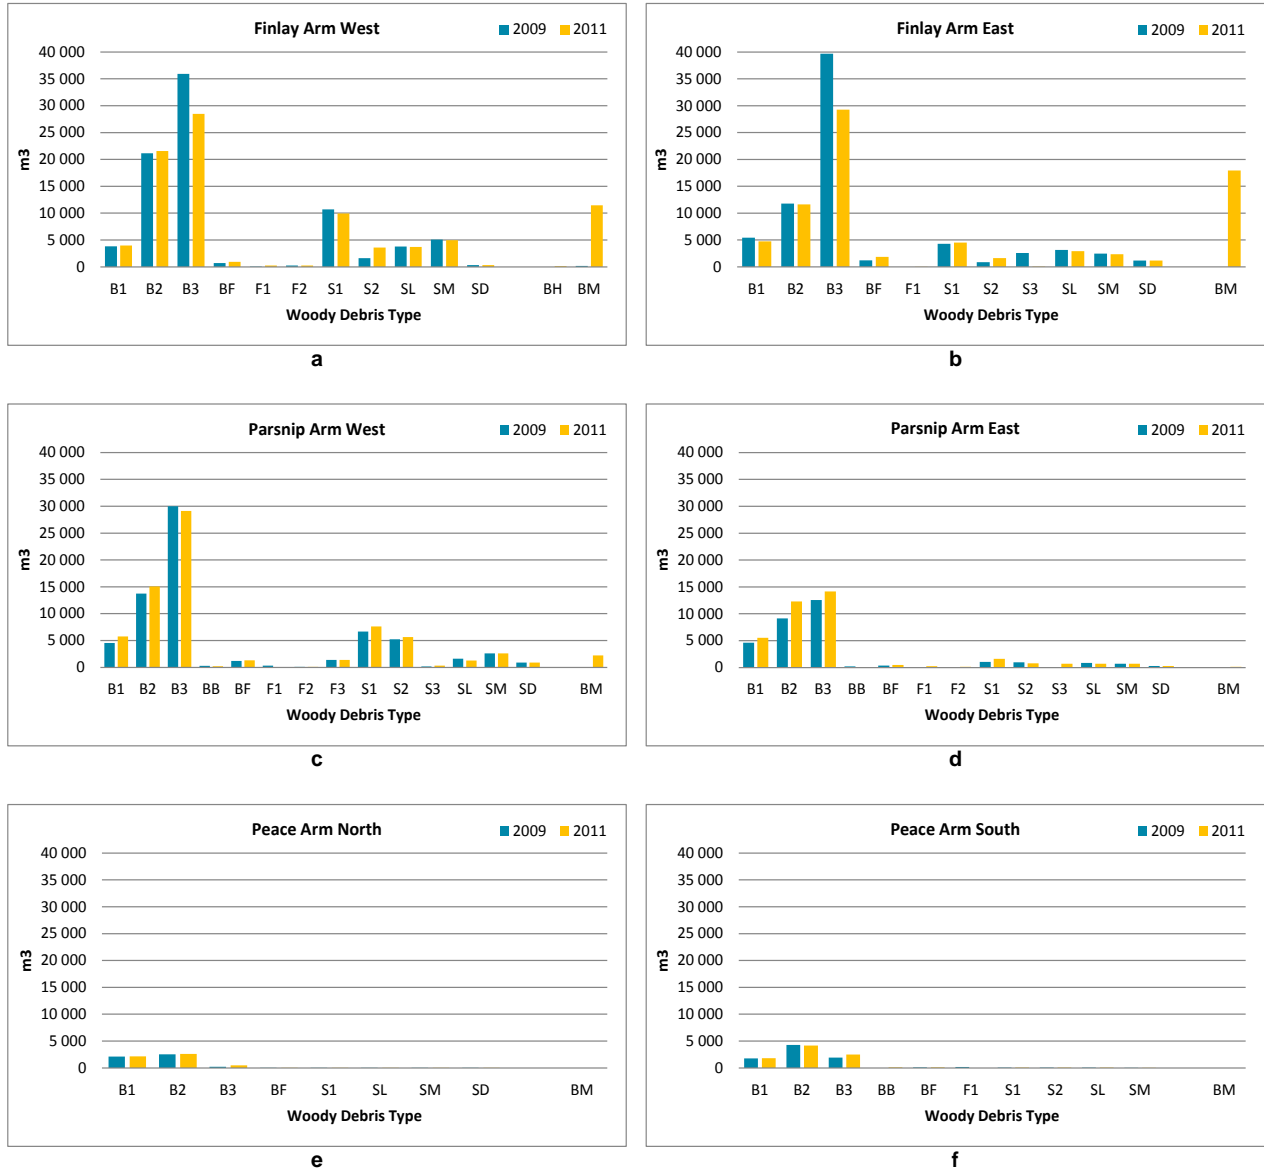 Finlay Arm West
2009 2011
40 000
35 000
30 000
25 000
20 000
15 000
10 000
5 000
0
m3
B1 B2 B3 BF F1 F2 S1 S2 SL SM SD BH BM
Woody Debris Type
a
Finlay Arm East
2009 2011
40 000
35 000
30 000
25 000
20 000
15 000
10 000
5 000
0
m3
B1 B2 B3 BF F1 S1 S2 S3 SL SM SD BM
Woody Debris Type
b
Parsnip Arm West
2009 2011
40 000
35 000
30 000
25 000
20 000
15 000
10 000
5 000
0
m3
B1 B2 B3 BB BF F1 F2 F3 S1 S2 S3 SL SM SD BM
Woody Debris Type
c
Parsnip Arm East
2009 2011
40 000
35 000
30 000
25 000
20 000
15 000
10 000
5 000
0
m3
B1 B2 B3 BB BF F1 F2 S1 S2 S3 SL SM SD BM
Woody Debris Type
d
Peace Arm North
2009 2011
40 000
35 000
30 000
25 000
20 000
15 000
10 000
5 000
0
m3
B1 B2 B3 BF S1 SL SM SD BM
Woody Debris Type
e
Peace Arm South
2009 2011
40 000
35 000
30 000
25 000
20 000
15 000
10 000
5 000
0
m3
B1 B2 B3 BB BF F1 S1 S2 SL SM BM
Woody Debris Type
f